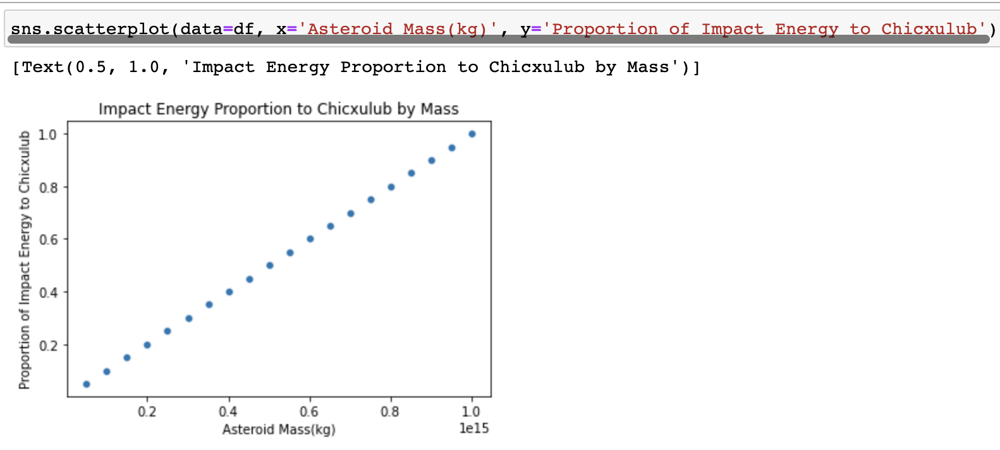 sns.scatterplot(data=df, x='Asteroid Mass(kg)', y='Proportion of Impact Energy to Chicxulub')
[Text(0.5, 1.0, 'Impact Energy Proportion to Chicxulub by Mass')]
Impact Energy Proportion to Chicxulub by Mass
Proportion of Impact Energy to Chicxulub
1.0
0.8
0.6
0.4
0.2
0.2 0.4 0.6 0.8 1.0
Asteroid Mass(kg)
1e15